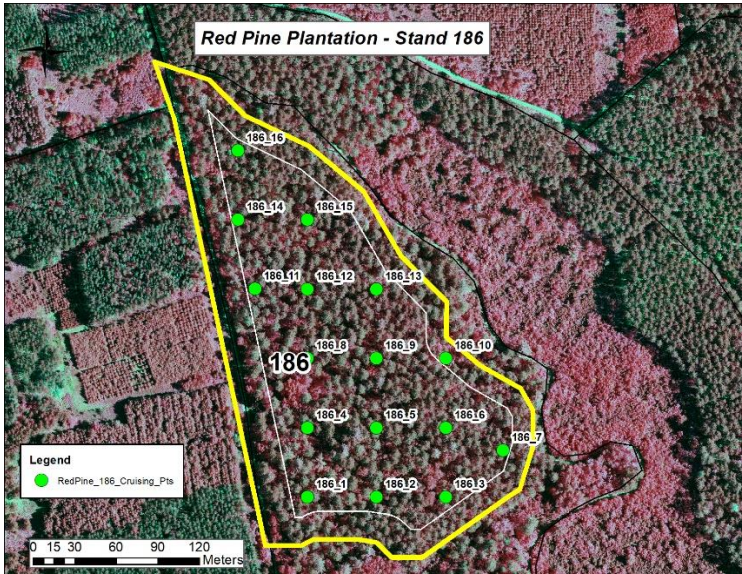 Red Pine Plantation - Stand 186
186_16
186_14 186_15
186_11 186_12 186_13
186_8 186_9 186_10
186
186_4 186_5 186_6
186_7
186_1 186_2 186_3
Legend
RedPine_186_Cruising_Pts
0 15 30 60 90 120
Meters